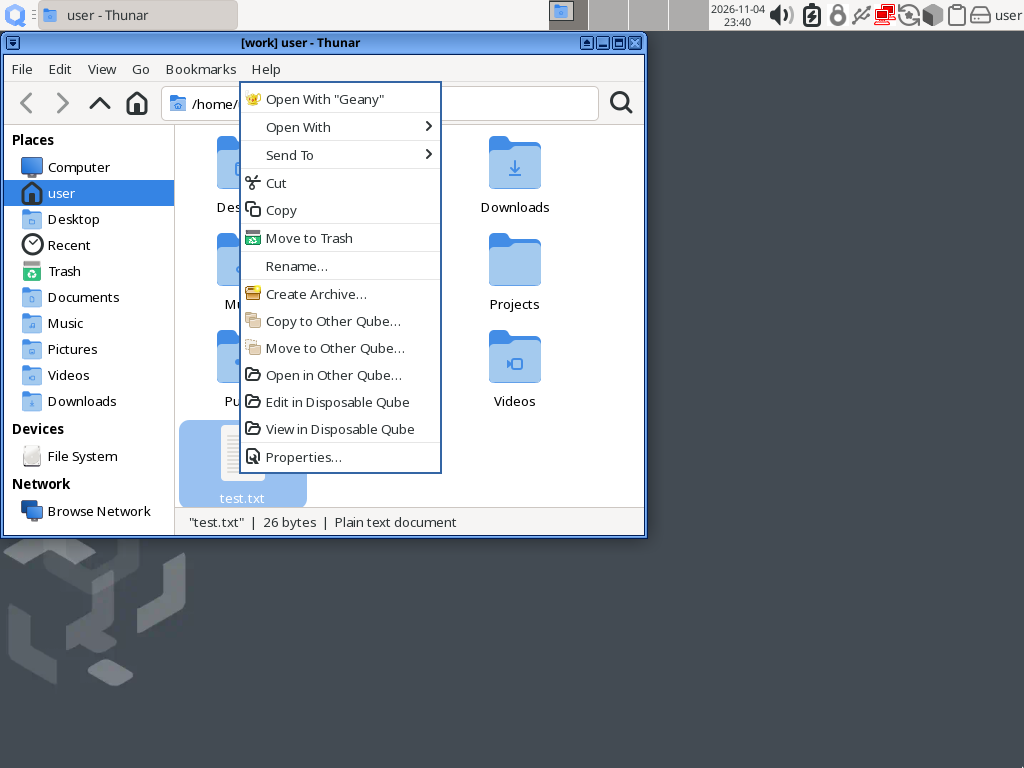 user - Thunar
2026-11-04
23:40
user
[work] user - Thunar
File Edit View Go Bookmarks Help
/home/
Places
Computer
user
Desktop
Recent
Trash
Documents
Music
Pictures
Videos
Downloads
Devices
File System
Network
Browse Network
Open With "Geany"
Open With
Send To
Cut
Copy
Move to Trash
Rename…
Create Archive…
Copy to Other Qube…
Move to Other Qube…
Open in Other Qube…
Edit in Disposable Qube
View in Disposable Qube
Properties…
Downloads
Projects
Videos
test.txt
"test.txt" | 26 bytes | Plain text document